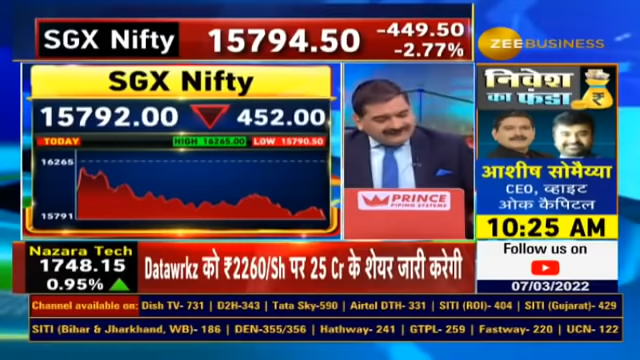 SGX Nifty 15794.50 -449.50
-2.77%
ZEE BUSINESS
SGX Nifty
15792.00 452.00
TODAY HIGH 16265.00 LOW 15790.50
16265
15791
PRINCE
PIPING SYSTEMS
निवेश
का फंडा
₹
आशीष सोमैय्या
CEO, व्हाइट
ओक कैपिटल
10:25 AM
Follow us on
07/03/2022
Nazara Tech
1748.15
0.95%
Datawrkz को ₹2260/Sh पर 25 Cr के शेयर जारी करेगी
Channel available on: Dish TV- 731 | D2H-343 | Tata Sky-590 | Airtel DTH- 331 | SITI (ROI)- 404 | SITI (Gujarat)- 429
SITI (Bihar & Jharkhand, WB)- 186 | DEN-355/356 | Hathway- 241 | GTPL- 259 | Fastway- 220 | UCN- 122